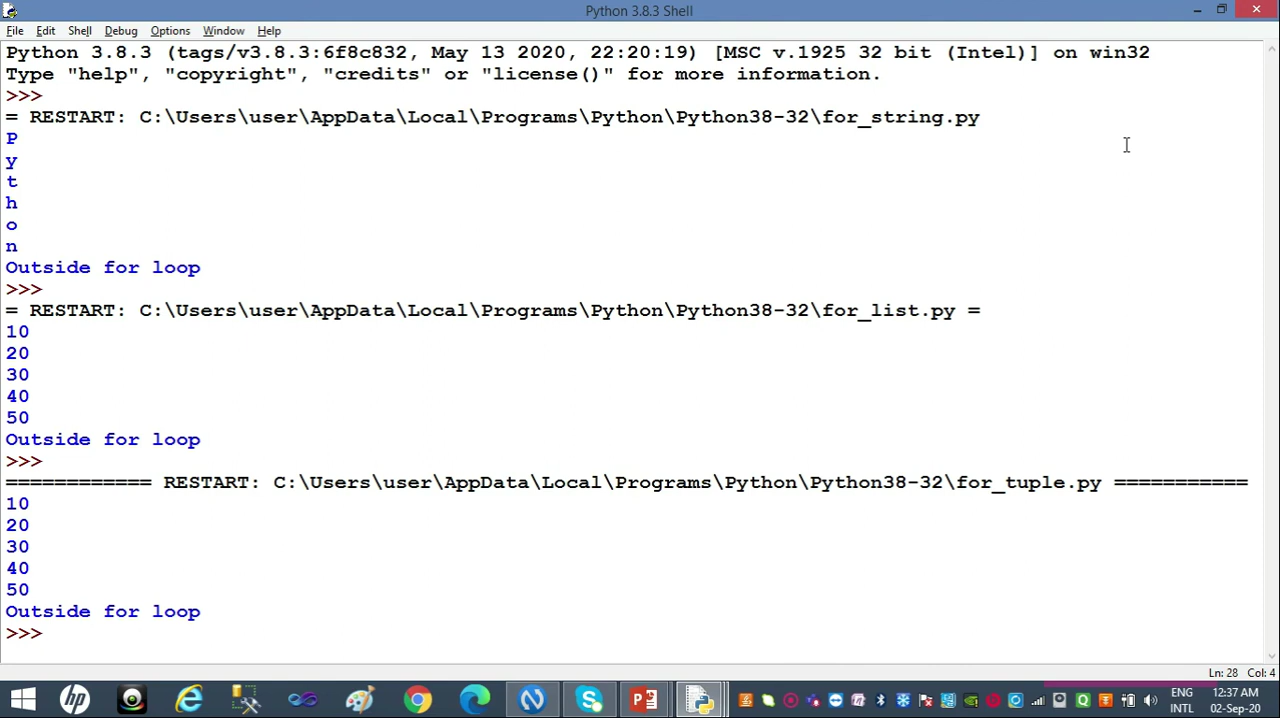 Python 3.8.3 Shell
File Edit Shell Debug Options Window Help
Python 3.8.3 (tags/v3.8.3:6f8c832, May 13 2020, 22:20:19) [MSC v.1925 32 bit (Intel)] on win32
Type "help", "copyright", "credits" or "license()" for more information.
>>>
= RESTART: C:\Users\user\AppData\Local\Programs\Python\Python38-32\for_string.py
P
y
t
h
o
n
Outside for loop
>>>
= RESTART: C:\Users\user\AppData\Local\Programs\Python\Python38-32\for_list.py =
10
20
30
40
50
Outside for loop
>>>
============ RESTART: C:\Users\user\AppData\Local\Programs\Python\Python38-32\for_tuple.py ===========
10
20
30
40
50
Outside for loop
>>>
Ln: 28 Col: 4
ENG 12:37 AM
INTL 02-Sep-20